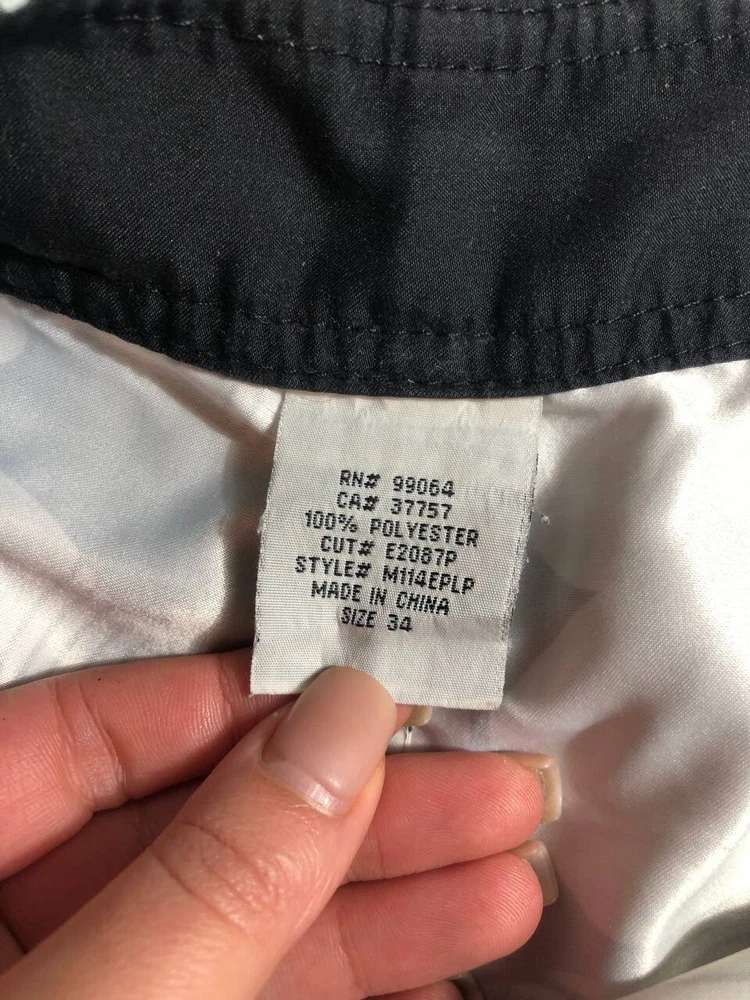 RN# 99064
CA# 37757
100% POLYESTER
CUT# E2087P
STYLE# M114EPLP
MADE IN CHINA
SIZE 34